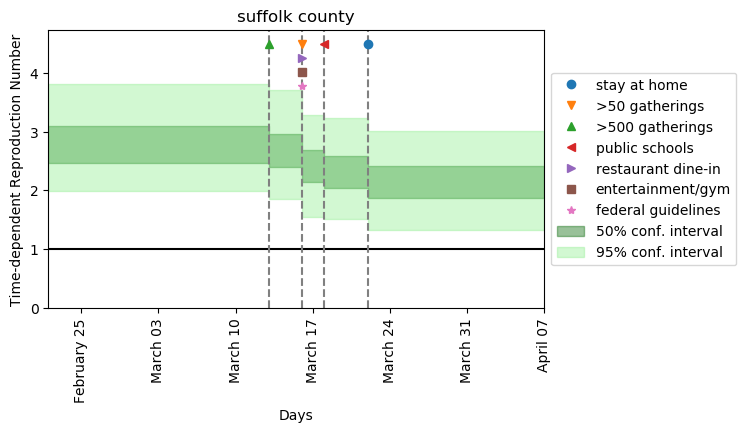 suffolk county
Time-dependent Reproduction Number
4
3
2
1
0
February 25
March 03
March 10
March 17
March 24
March 31
April 07
Days
stay at home
>50 gatherings
>500 gatherings
public schools
restaurant dine-in
entertainment/gym
federal guidelines
50% conf. interval
95% conf. interval